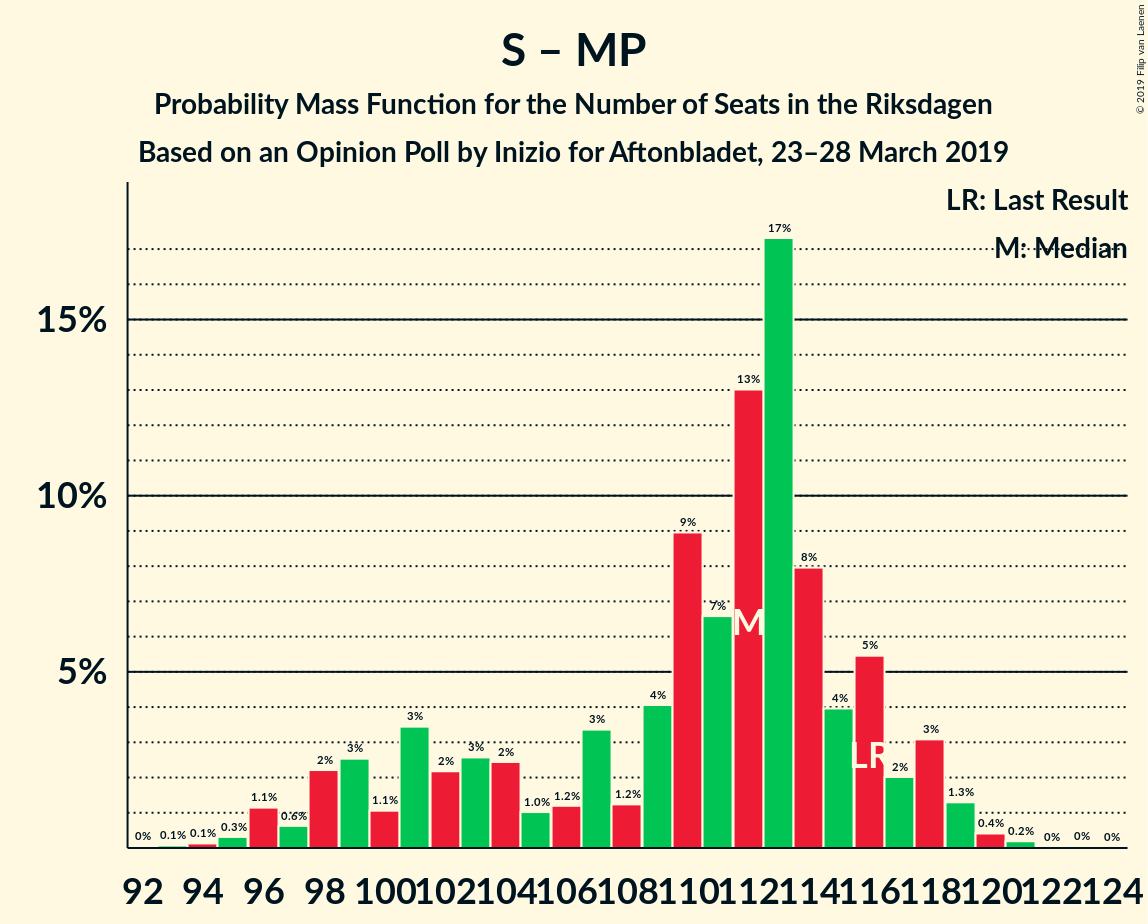 S – MP
Probability Mass Function for the Number of Seats in the Riksdagen
Based on an Opinion Poll by Inizio for Aftonbladet, 23–28 March 2019
© 2019 Filip van Laenen
LR: Last Result
M: Median
15%
10%
5%
0% 0.1% 0.1% 0.3% 1.1% 0.6% 2% 3% 1.1% 3% 2% 3% 2% 1.0% 1.2% 3% 1.2% 4% 9% 7% 13% 17% 8% 4% 5% 2% 3% 1.3% 0.4% 0.2% 0% 0% 0%
M
LR
92 94 96 98 100 102 104 106 108 110 112 114 116 118 120 122 124